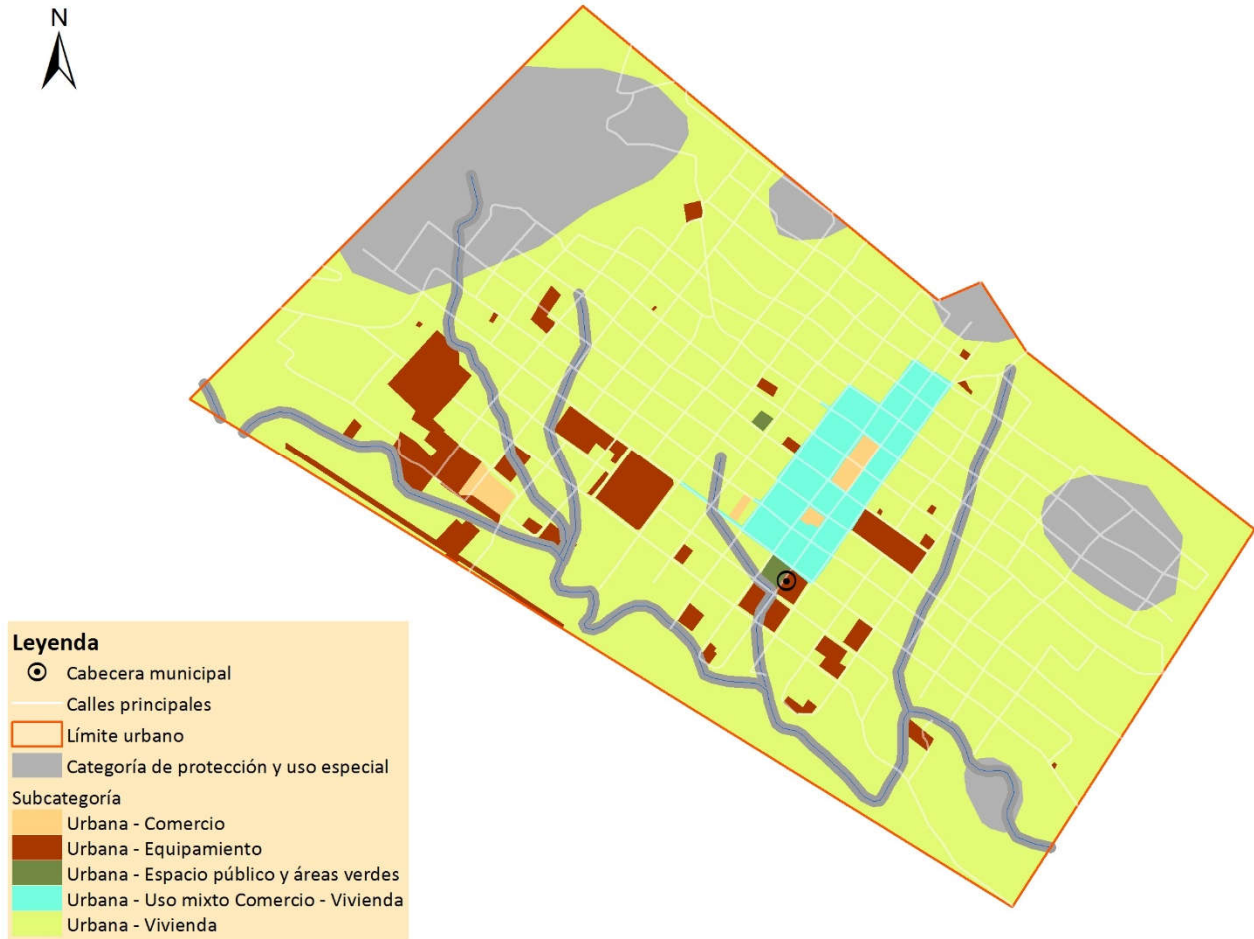 N
Leyenda
Cabecera municipal
Calles principales
Límite urbano
Categoría de protección y uso especial
Subcategoría
Urbana - Comercio
Urbana - Equipamiento
Urbana - Espacio público y áreas verdes
Urbana - Uso mixto Comercio - Vivienda
Urbana - Vivienda